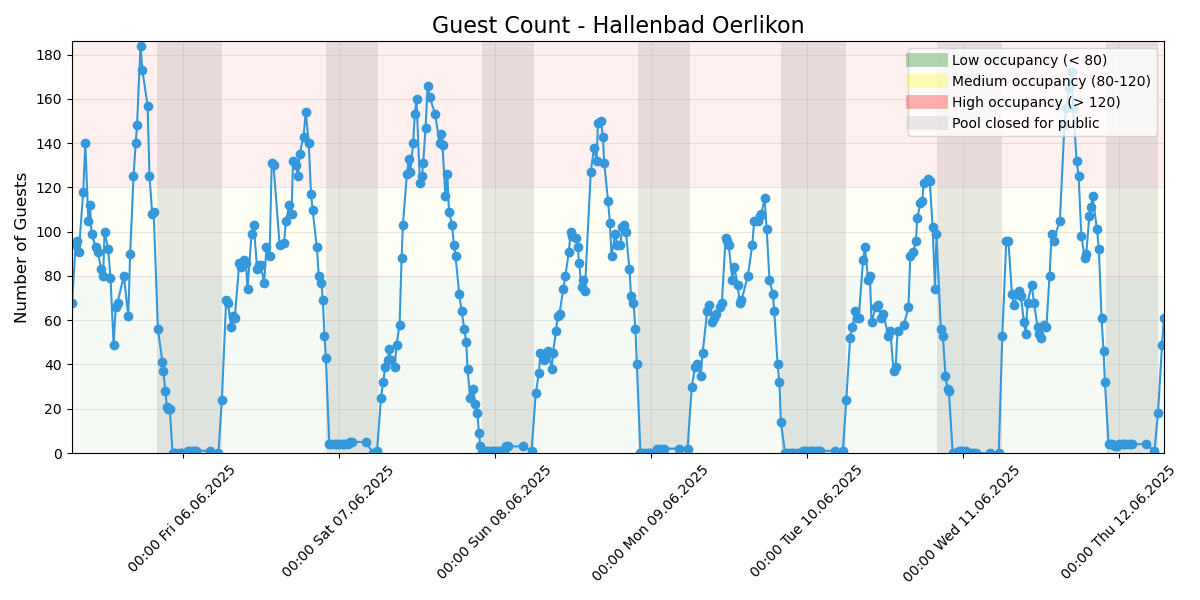 Guest Count - Hallenbad Oerlikon
Number of Guests
180
160
140
120
100
80
60
40
20
0
Low occupancy (< 80)
Medium occupancy (80-120)
High occupancy (> 120)
Pool closed for public
00:00 Fri 06.06.2025
00:00 Sat 07.06.2025
00:00 Sun 08.06.2025
00:00 Mon 09.06.2025
00:00 Tue 10.06.2025
00:00 Wed 11.06.2025
00:00 Thu 12.06.2025